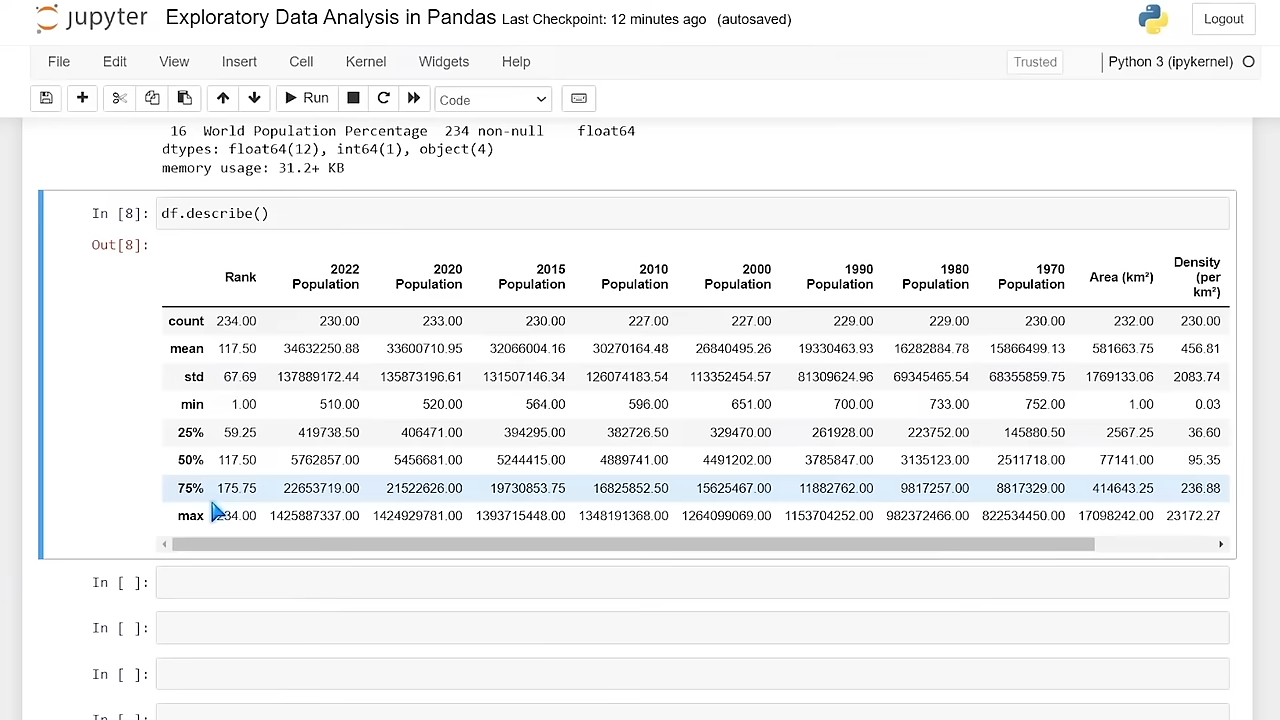 jupyter Exploratory Data Analysis in Pandas Last Checkpoint: 12 minutes ago (autosaved) Logout
File Edit View Insert Cell Kernel Widgets Help Trusted Python 3 (ipykernel)
Run Code
16 World Population Percentage 234 non-null float64
dtypes: float64(12), int64(1), object(4)
memory usage: 31.2+ KB
In [8]: df.describe()
Out[8]:
Rank 2022 Population 2020 Population 2015 Population 2010 Population 2000 Population 1990 Population 1980 Population 1970 Population Area (km²) Density (per km²)
count 234.00 230.00 233.00 230.00 227.00 227.00 229.00 229.00 230.00 232.00 230.00
mean 117.50 34632250.88 33600710.95 32066004.16 30270164.48 26840495.26 19330463.93 16282884.78 15866499.13 581663.75 456.81
std 67.69 137889172.44 135873196.61 131507146.34 126074183.54 113352454.57 81309624.96 69345465.54 68355859.75 1769133.06 2083.74
min 1.00 510.00 520.00 564.00 596.00 651.00 700.00 733.00 752.00 1.00 0.03
25% 59.25 419738.50 406471.00 394295.00 382726.50 329470.00 261928.00 223752.00 145880.50 2567.25 36.60
50% 117.50 5762857.00 5456681.00 5244415.00 4889741.00 4491202.00 3785847.00 3135123.00 2511718.00 77141.00 95.35
75% 175.75 22653719.00 21522626.00 19730853.75 16825852.50 15625467.00 11882762.00 9817257.00 8817329.00 414643.25 236.88
max 234.00 1425887337.00 1424929781.00 1393715448.00 1348191368.00 1264099069.00 1153704252.00 982372466.00 822534450.00 17098242.00 23172.27
In [ ]:
In [ ]:
In [ ]:
In [ ]: